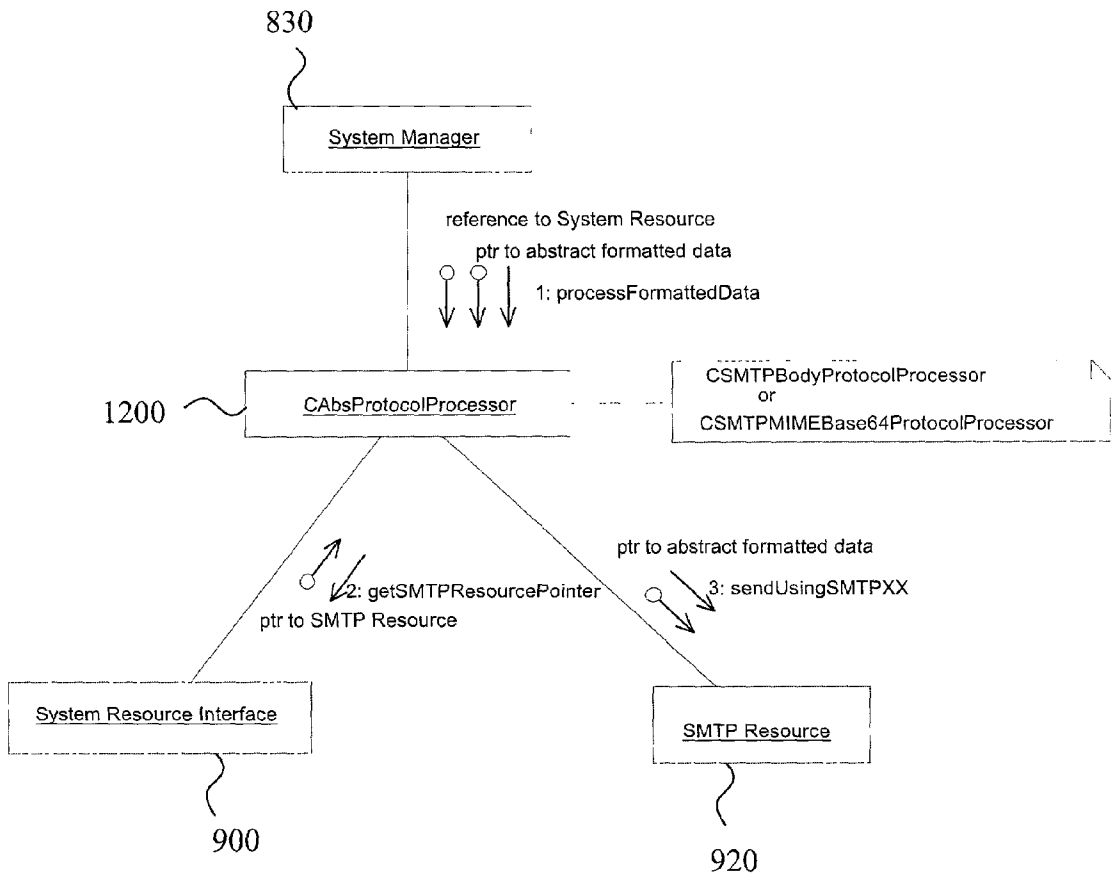 830
System Manager
reference to System Resource
ptr to abstract formatted data
1: processFormattedData
1200
CAbsProtocolProcessor
CSMTPBodyProtocolProcessor
or
CSMTPMIMEBase64ProtocolProcessor
ptr to abstract formatted data
2: getSMTPResourcePointer
3: sendUsingSMTPXX
ptr to SMTP Resource
System Resource Interface
SMTP Resource
900
920